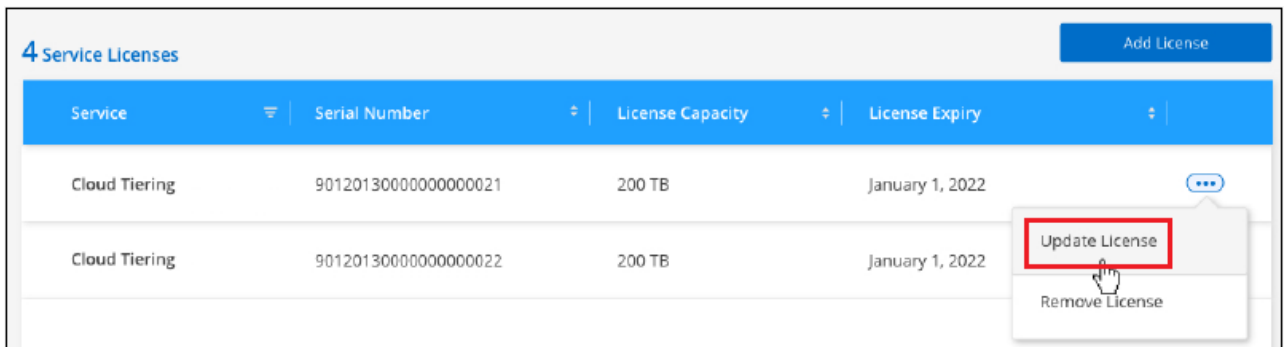 4 Service Licenses
Add License
Service Serial Number License Capacity License Expiry
Cloud Tiering 90120130000000000021 200 TB January 1, 2022
Update License
Cloud Tiering 90120130000000000022 200 TB January 1, 2022
Remove License